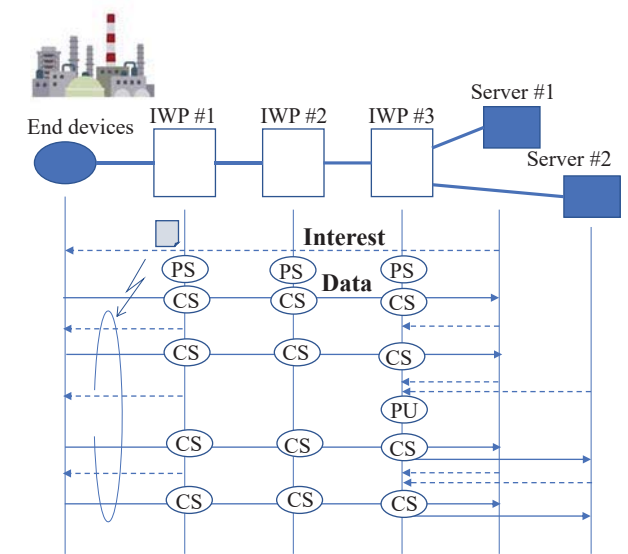 Server #1
IWP #1 IWP #2 IWP #3
End devices
Server #2
Interest
PS PS PS
Data
CS CS CS
CS CS CS
PU
CS CS CS
CS CS CS